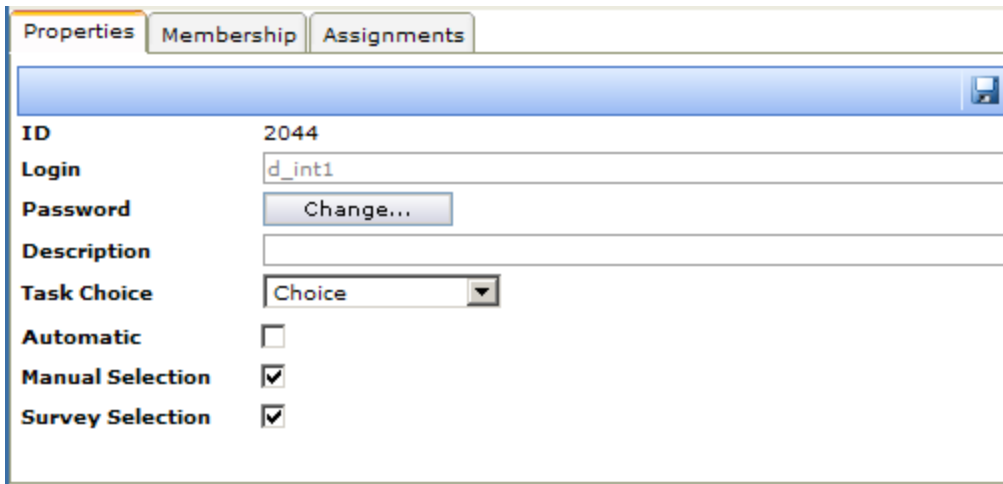 Properties Membership Assignments
ID 2044
Login d_int1
Password Change...
Description
Task Choice Choice
Automatic
Manual Selection
Survey Selection